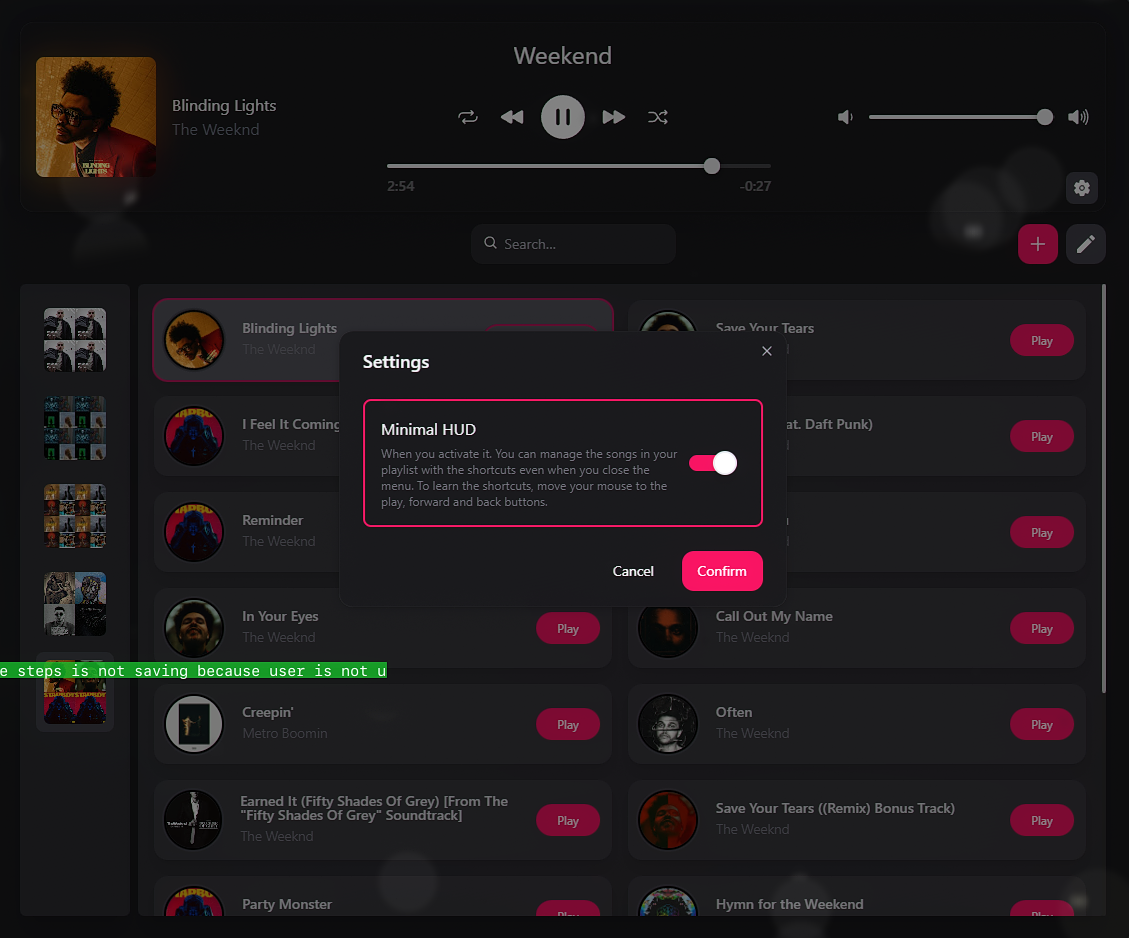 Weekend
Blinding Lights
The Weeknd
2:54
-0:27
BLINDING
LIGHTS
Search...
Blinding Lights
The Weeknd
Save Your Tears
Play
Settings
I Feel It Coming
The Weeknd
at. Daft Punk)
Play
Minimal HUD
When you activate it. You can manage the songs in your
playlist with the shortcuts even when you close the
menu. To learn the shortcuts, move your mouse to the
play, forward and back buttons.
Reminder
The Weeknd
Play
Cancel
Confirm
In Your Eyes
The Weeknd
Play
Call Out My Name
The Weeknd
Play
e steps is not saving because user is not u
Creepin'
Metro Boomin
Play
Often
The Weeknd
Play
Earned It (Fifty Shades Of Grey) [From The
"Fifty Shades Of Grey" Soundtrack]
The Weeknd
Play
Save Your Tears ((Remix) Bonus Track)
The Weeknd
Play
Party Monster
Play
Hymn for the Weekend
Play